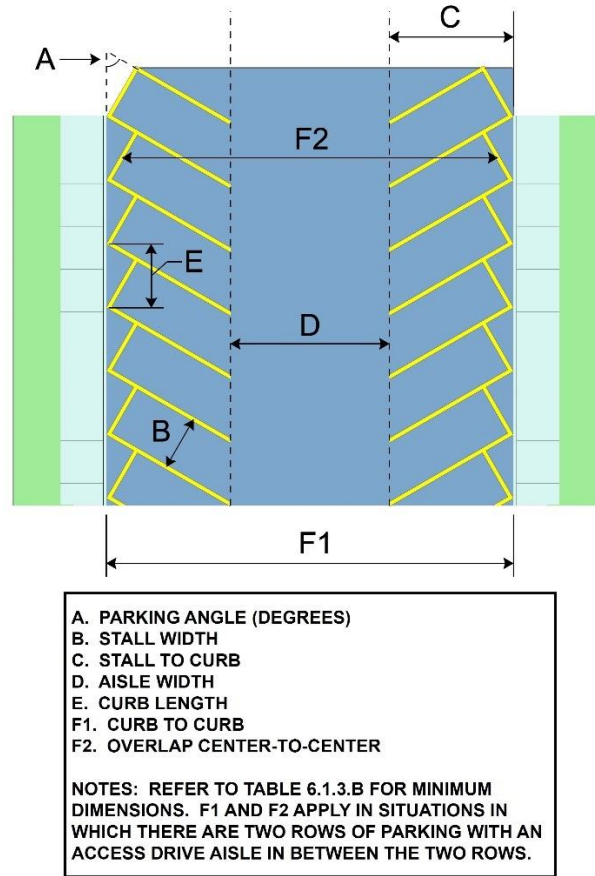 C
A
F2
E
D
B
F1
A. PARKING ANGLE (DEGREES)
B. STALL WIDTH
C. STALL TO CURB
D. AISLE WIDTH
E. CURB LENGTH
F1. CURB TO CURB
F2. OVERLAP CENTER-TO-CENTER
NOTES: REFER TO TABLE 6.1.3.B FOR MINIMUM
DIMENSIONS. F1 AND F2 APPLY IN SITUATIONS IN
WHICH THERE ARE TWO ROWS OF PARKING WITH AN
ACCESS DRIVE AISLE IN BETWEEN THE TWO ROWS.